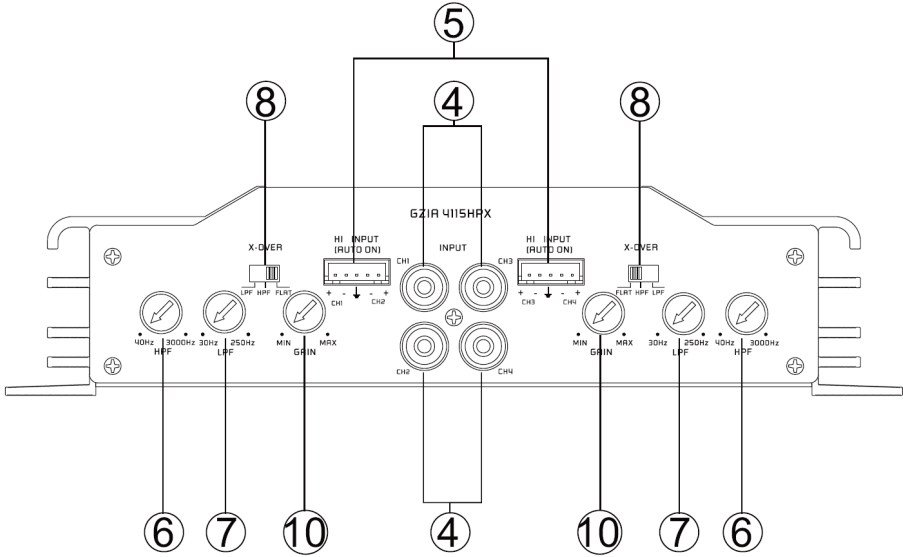 5
8
4
8
GZIA 4115HPX
X-OVER
LPF HPF FLAT
HI INPUT
(AUTO ON)
+ - - +
CH1 CH2
INPUT
CH1
CH3
CH2
CH4
HI INPUT
(AUTO ON)
+ - - +
CH3 CH4
X-OVER
FLAT HPF LPF
40Hz 3000Hz
HPF
30Hz 250Hz
LPF
MIN MAX
GAIN
MIN MAX
GAIN
30Hz 250Hz
LPF
40Hz 3000Hz
HPF
6
7
10
4
10
7
6